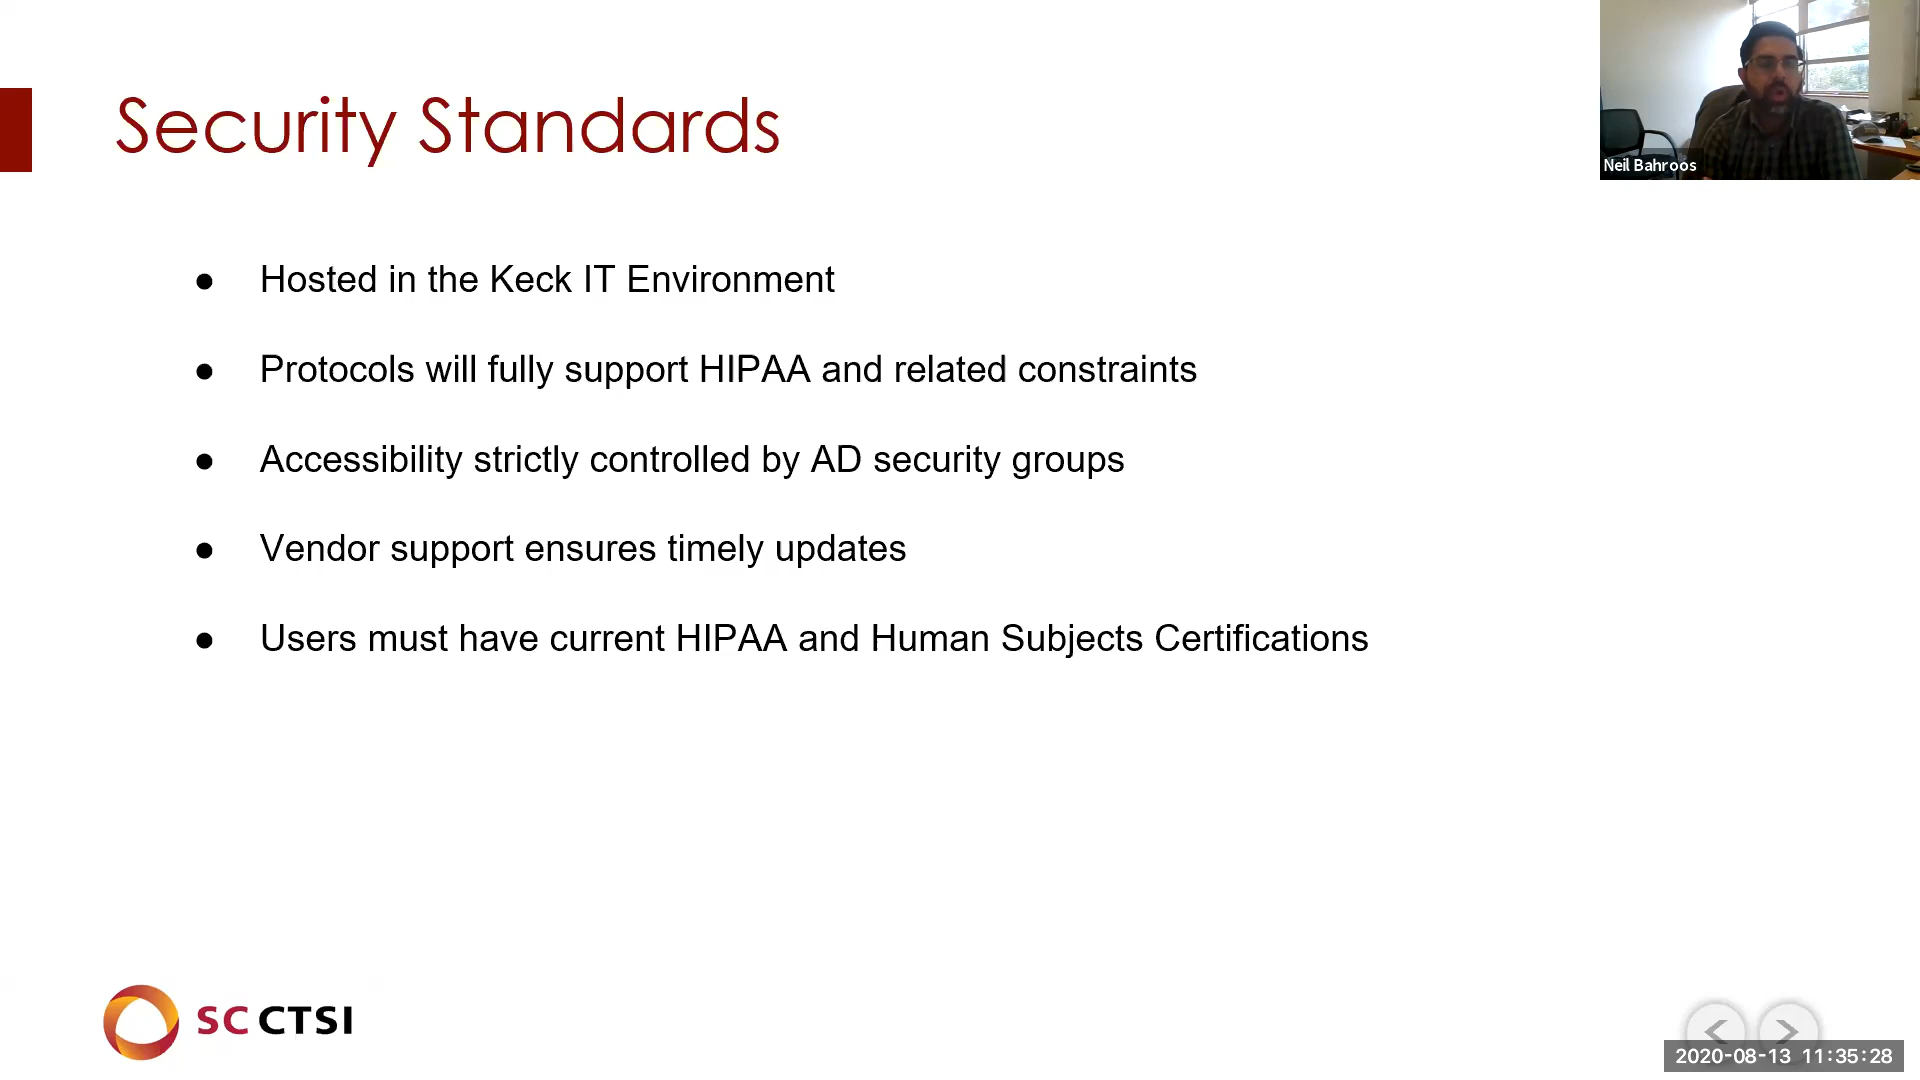 Security Standards
Neil Bahroos
● Hosted in the Keck IT Environment
● Protocols will fully support HIPAA and related constraints
● Accessibility strictly controlled by AD security groups
● Vendor support ensures timely updates
● Users must have current HIPAA and Human Subjects Certifications
SC CTSI
2020-08-13 11:35:28